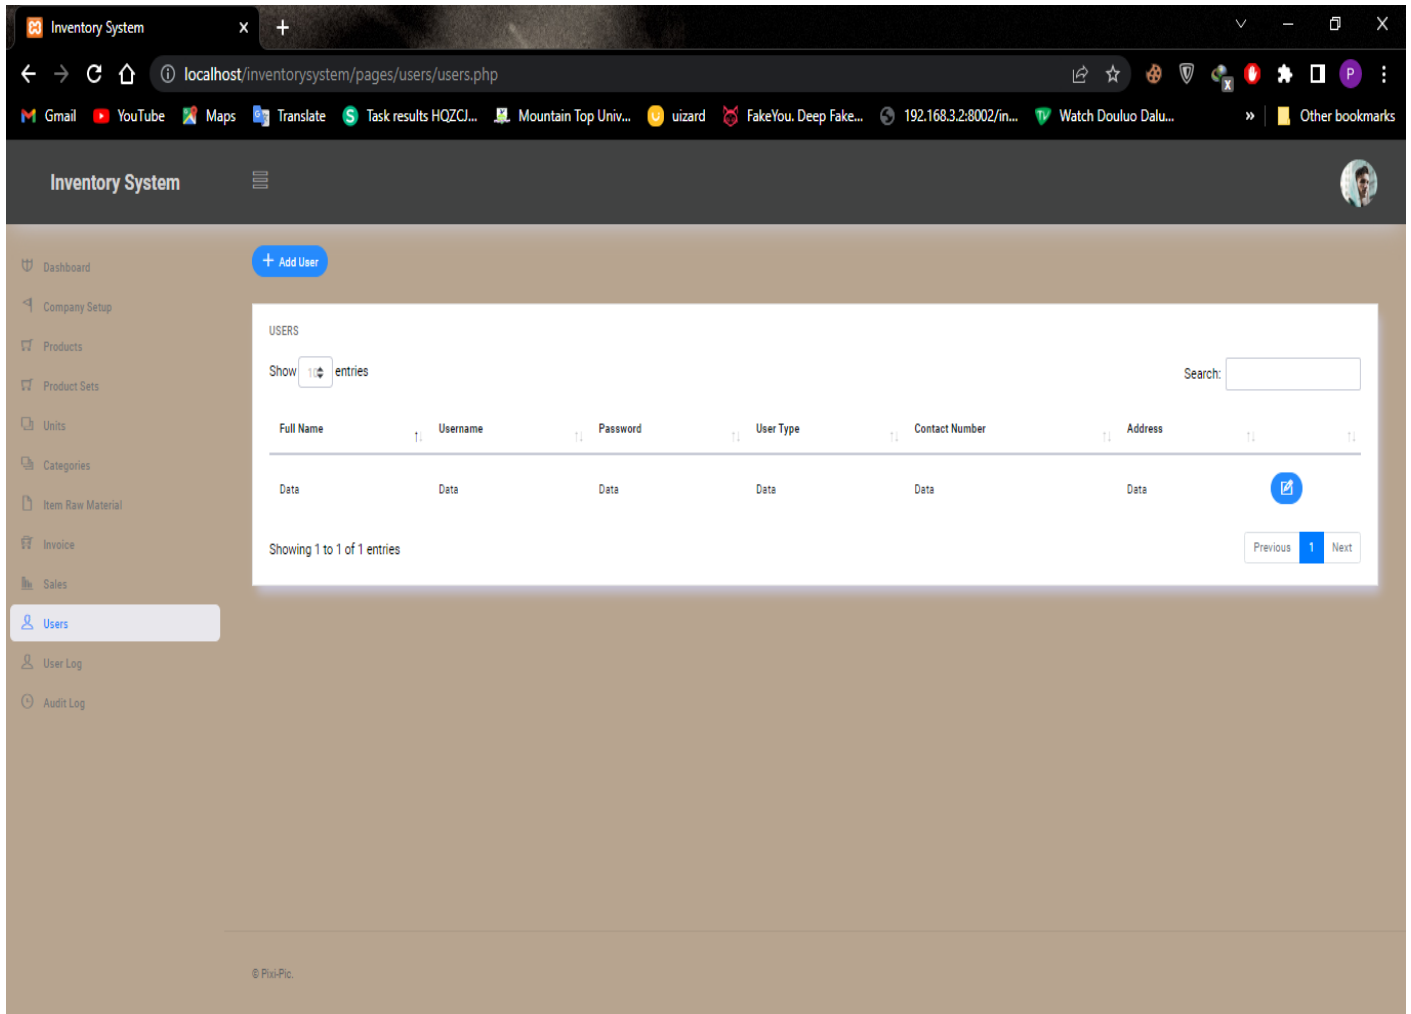 Inventory System
localhost/inventorysystem/pages/users/users.php
Gmail YouTube Maps Translate Task results HQZCJ... Mountain Top Univ... uizard FakeYou. Deep Fake... 192.168.3.2:8002/in... Watch Douluo Dalu... » Other bookmarks
Inventory System
Dashboard
Company Setup
Products
Product Sets
Units
Categories
Item Raw Material
Invoice
Sales
Users
User Log
Audit Log
+ Add User
USERS
Show 10 entries
Search:
Full Name Username Password User Type Contact Number Address
Data Data Data Data Data Data
Showing 1 to 1 of 1 entries
Previous 1 Next
© Pixi-Pic.